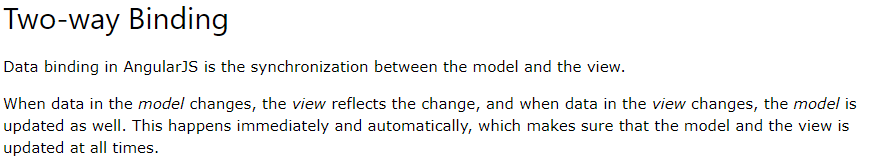 Two-way Binding
Data binding in AngularJS is the synchronization between the model and the view.
When data in the model changes, the view reflects the change, and when data in the view changes, the model is
updated as well. This happens immediately and automatically, which makes sure that the model and the view is
updated at all times.